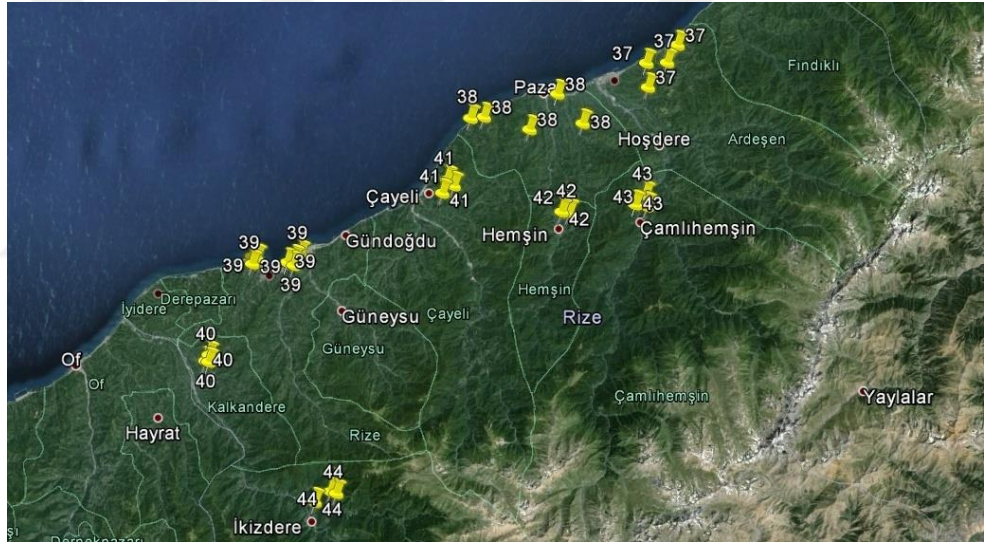 37
37
37
Fındıklı
37
Paza
38
38
38
38
38
Hoşdere
Ardeşen
41
41
41
Çayeli
43
43
43
42
42
42
Çamlıhemşin
Hemşin
39
39
39
39
39
Gündoğdu
Hemşin
Derepazarı
İyidere
Güneysu
Çayeli
Rize
Güneysu
40
40
40
Of
Of
Kalkandere
Çamlıhemşin
Yaylalar
Hayrat
Rize
44
44
44
İkizdere
şı
Dernekpazarı